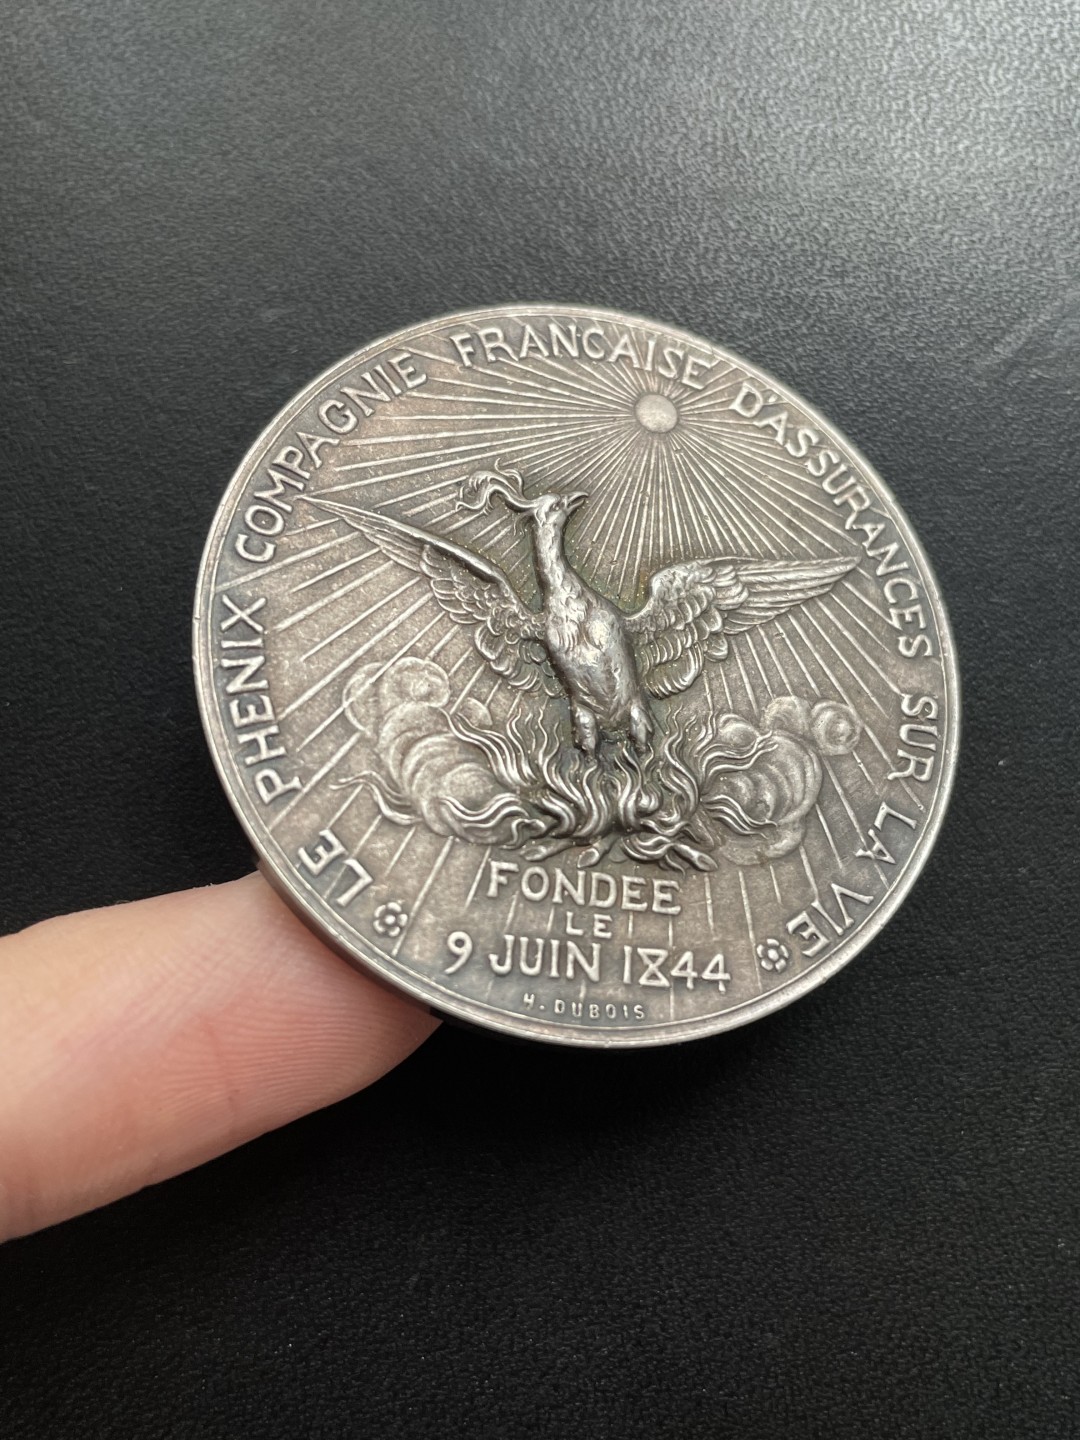 LE PHENIX COMPAGNIE FRANCAISE D'ASSURANCES SUR LA VIE
FONDEE
LE
9 JUIN 1844
H. DUBOIS